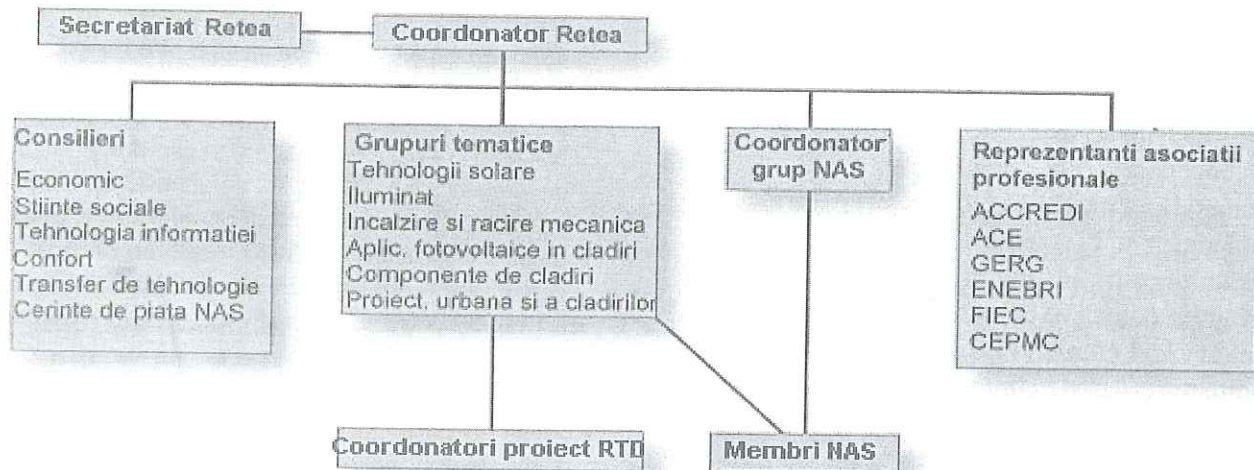 Secretariat Retea
Coordonator Retea
Consilieri
Economic
Stiinte sociale
Tehnologia informatiei
Confort
Transfer de tehnologie
Cerinte de piata NAS
Grupuri tematice
Tehnologii solare
Iluminat
Incalzire si racire mecanica
Aplic. fotovoltaice in cladiri
Componente de cladiri
Proiect. urbana si a cladirilor
Coordonator
grup NAS
Reprezentanti asociatii
profesionale
ACCREDI
ACE
GERG
ENEBRI
FIEC
CEPMC
Coordonatori proiect RTD
Membri NAS